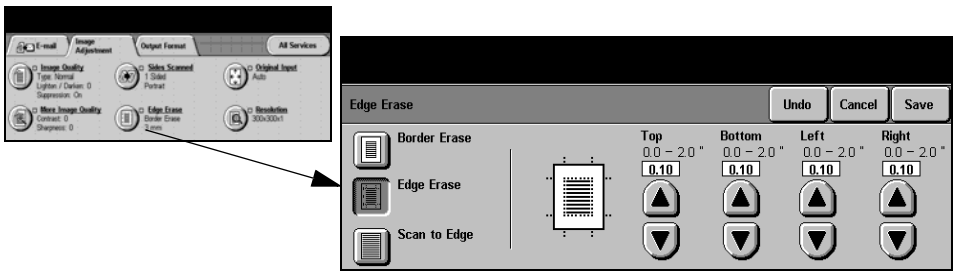 E-mail
Image Adjustment
Output Format
All Services
Image Quality
Type: Normal
Lighten / Darken: 0
Suppression: On
Sides Scanned
1 Sided
Portrait
Original Input
Auto
More Image Quality
Contrast: 0
Sharpness: 0
Edge Erase
Border Erase
3 mm
Resolution
300x300x1
Edge Erase
Undo
Cancel
Save
Border Erase
Edge Erase
Scan to Edge
Top Bottom Left Right
0.0 – 2.0 " 0.0 – 2.0 " 0.0 – 2.0 " 0.0 – 2.0 "
0.10 0.10 0.10 0.10